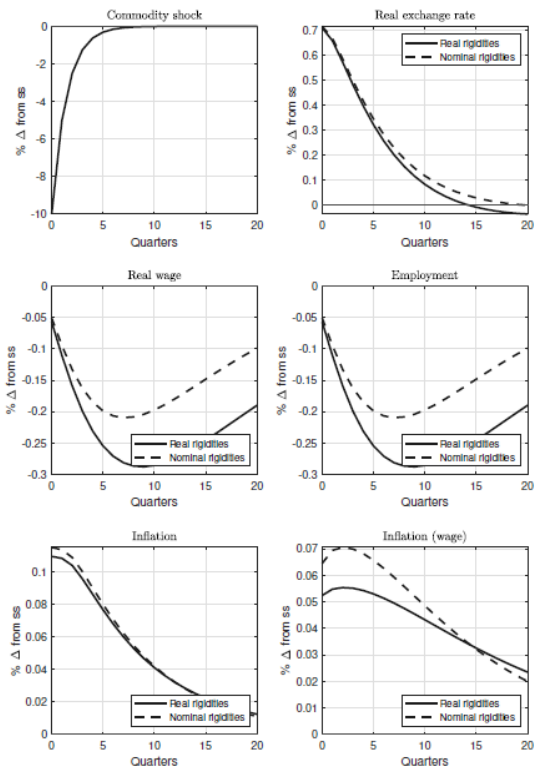 Commodity shock
0
-2
-4
-6
-8
-10
% Δ from ss
0 5 10 15 20
Quarters
Real exchange rate
0.7
0.6
0.5
0.4
0.3
0.2
0.1
0
% Δ from ss
Real rigidities
Nominal rigidities
0 5 10 15 20
Quarters
Real wage
0
-0.05
-0.1
-0.15
-0.2
-0.25
-0.3
% Δ from ss
Real rigidities
Nominal rigidities
0 5 10 15 20
Quarters
Employment
0
-0.05
-0.1
-0.15
-0.2
-0.25
-0.3
% Δ from ss
Real rigidities
Nominal rigidities
0 5 10 15 20
Quarters
Inflation
0.1
0.08
0.06
0.04
0.02
0
% Δ from ss
Real rigidities
Nominal rigidities
0 5 10 15 20
Quarters
Inflation (wage)
0.07
0.06
0.05
0.04
0.03
0.02
0.01
0
% Δ from ss
Real rigidities
Nominal rigidities
0 5 10 15 20
Quarters